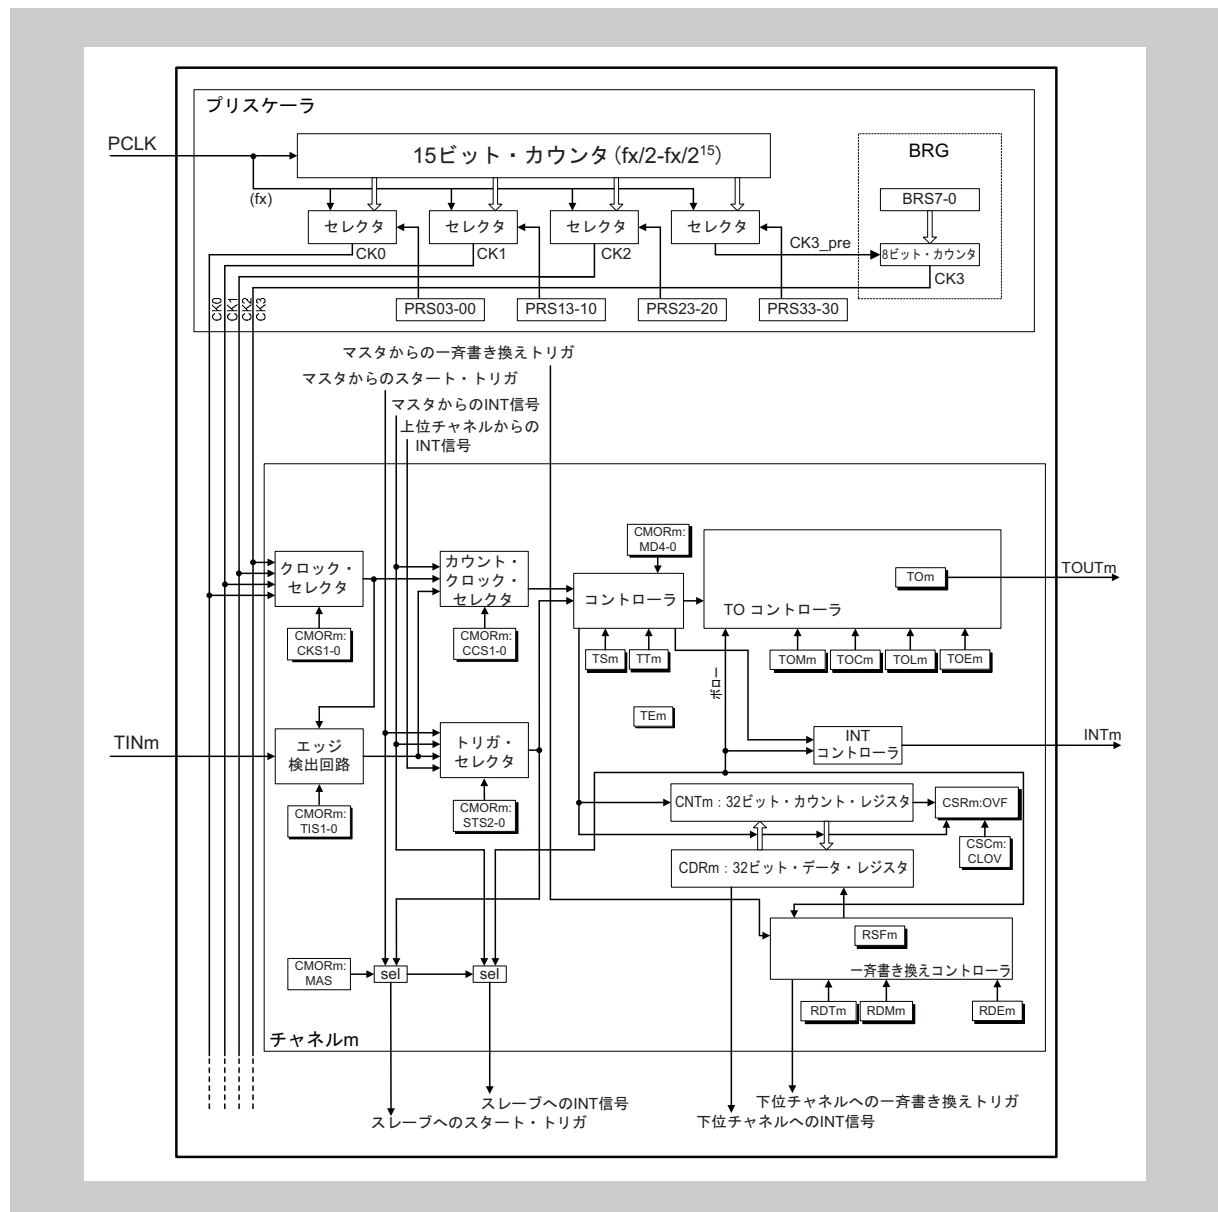 プリスケーラ
PCLK
15ビット・カウンタ(fx/2-fx/2¹⁵)
BRG
(fx)
BRS7-0
セレクタ
セレクタ
セレクタ
セレクタ
CK3_pre
8ビット・カウンタ
CK0
CK1
CK2
CK3
CK0
CK1
CK2
CK3
PRS03-00
PRS13-10
PRS23-20
PRS33-30
マスタからの一斉書き換えトリガ
マスタからのスタート・トリガ
マスタからのINT信号
上位チャネルからの
INT信号
クロック・
セレクタ
カウント・
クロック・
セレクタ
CMORm:
MD4-0
コントローラ
TOm
TO コントローラ
TOUTm
CMORm:
CKS1-0
CMORm:
CCS1-0
TSm
TTm
TOMm
TOCm
TOLm
TOEm
ボロー
TEm
TINm
エッジ
検出回路
トリガ・
セレクタ
INT
コントローラ
INTm
CMORm:
TIS1-0
CMORm:
STS2-0
CNTm：32ビット・カウント・レジスタ
CSRm:OVF
CSCm:
CLOV
CDRm：32ビット・データ・レジスタ
RSFm
一斉書き換えコントローラ
CMORm:
MAS
sel
sel
RDTm
RDMm
RDEm
チャネルm
スレーブへのINT信号
スレーブへのスタート・トリガ
下位チャネルへの一斉書き換えトリガ
下位チャネルへのINT信号